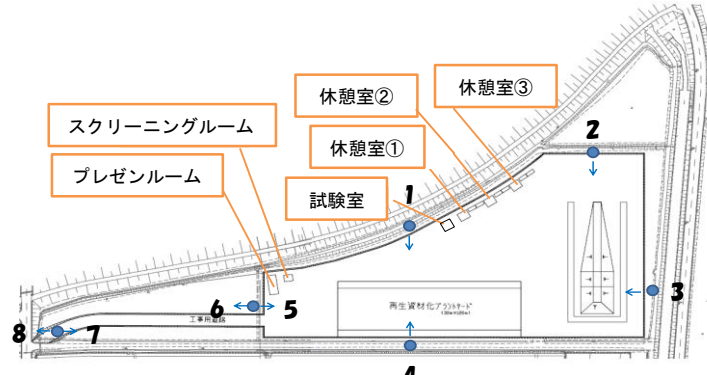 休憩室③
休憩室②
スクリーニングルーム
休憩室①
2
プレゼンルーム
試験室
1
再生資材化プラントヤード
3
6
5
工事用道路
8
7
4